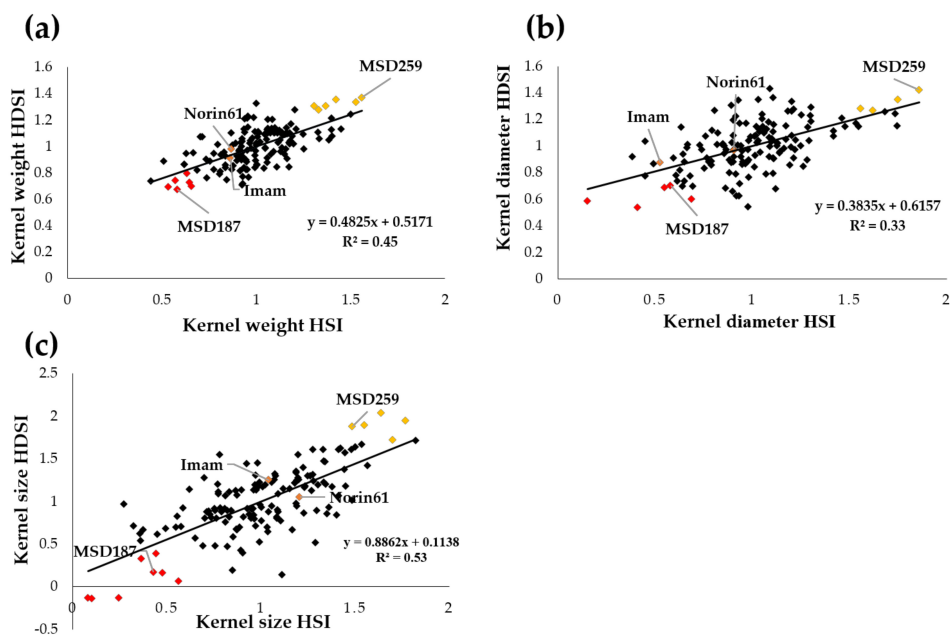 (a)
Kernel weight HDSI
1.6
1.4
1.2
1
0.8
0.6
0.4
0.2
0
MSD259
Norin61
Imam
MSD187
y = 0.4825x + 0.5171
R² = 0.45
0 0.5 1 1.5 2
Kernel weight HSI
(b)
Kernel diameter HDSI
1.6
1.4
1.2
1
0.8
0.6
0.4
0.2
0
MSD259
Norin61
Imam
MSD187
y = 0.3835x + 0.6157
R² = 0.33
0 0.5 1 1.5 2
Kernel diameter HSI
(c)
Kernel size HDSI
2.5
2
1.5
1
0.5
0
-0.5
MSD259
Imam
Norin61
MSD187
y = 0.8862x + 0.1138
R² = 0.53
0 0.5 1 1.5 2
Kernel size HSI